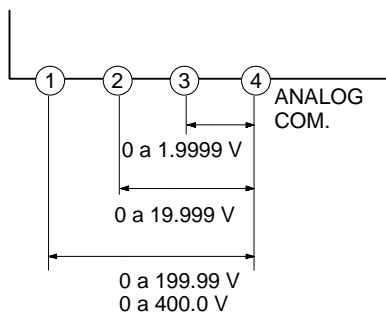 1 2 3 4
ANALOG
COM.
0 a 1.9999 V
0 a 19.999 V
0 a 199.99 V
0 a 400.0 V